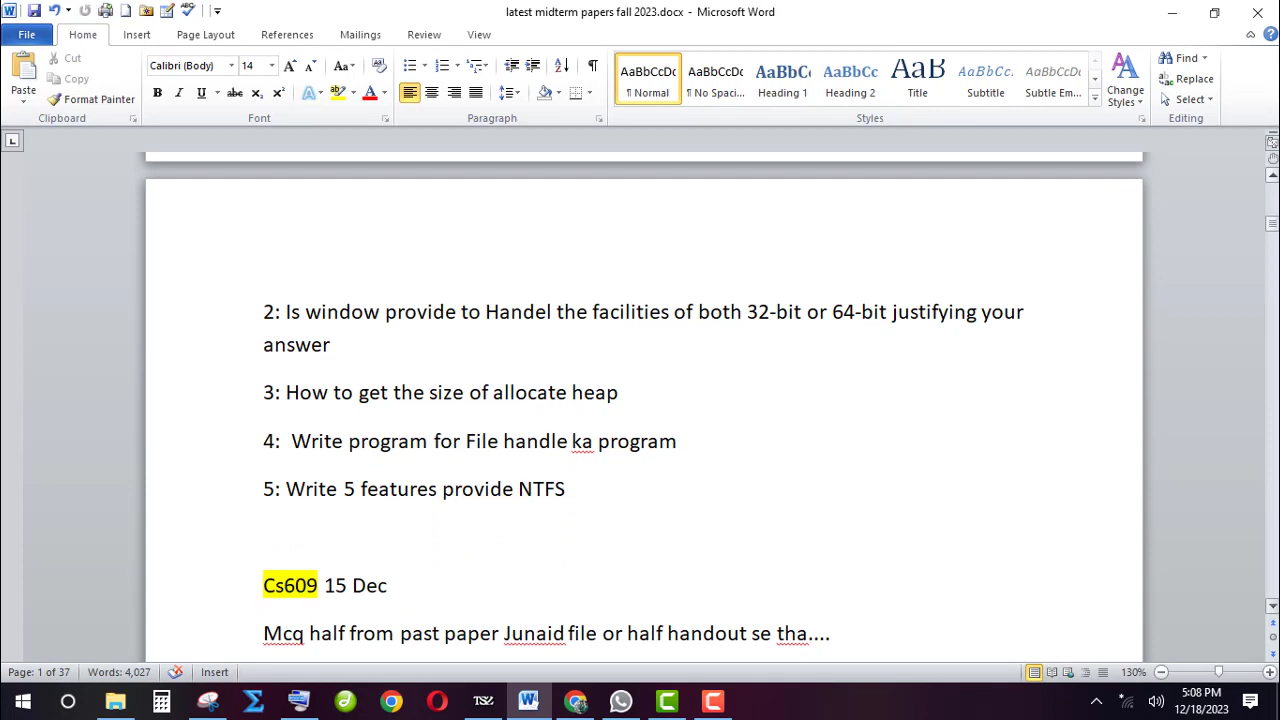 latest midterm papers fall 2023.docx - Microsoft Word
File Home Insert Page Layout References Mailings Review View
Paste
Cut
Copy
Format Painter
Clipboard
Calibri (Body) 14
Font
Paragraph
AaBbCcDc AaBbCcDc AaBbC AaBbCc AaB AaBbCc. AaBbCcDc
¶ Normal ¶ No Spaci... Heading 1 Heading 2 Title Subtitle Subtle Em...
Styles
Change
Styles
Find
Replace
Select
Editing
2: Is window provide to Handel the facilities of both 32-bit or 64-bit justifying your
answer
3: How to get the size of allocate heap
4:  Write program for File handle ka program
5: Write 5 features provide NTFS
Cs609 15 Dec
Mcq half from past paper Junaid file or half handout se tha....
Page: 1 of 37 Words: 4,027 Insert 130%
5:08 PM
12/18/2023